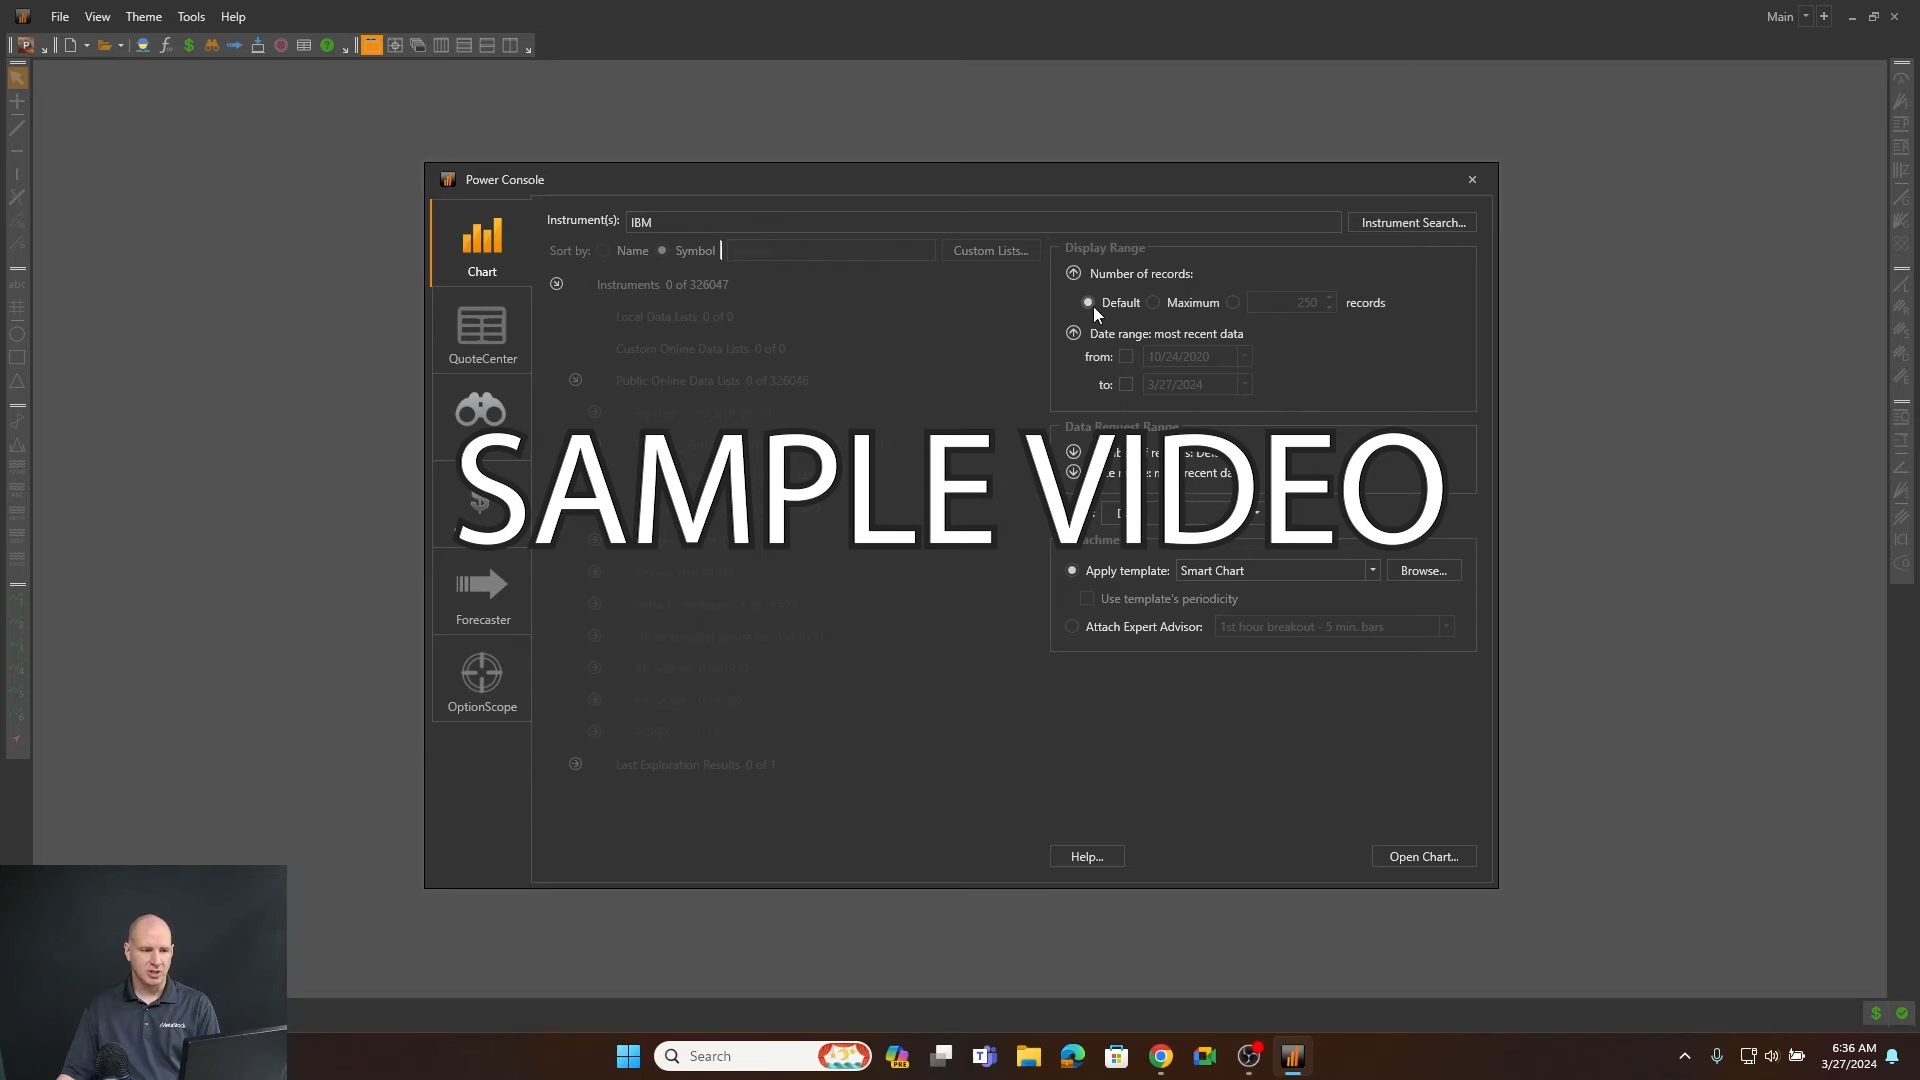 File View Theme Tools Help
Main
Power Console
Instrument(s): IBM
Instrument Search...
Sort by: Name Symbol
Custom Lists...
Chart
QuoteCenter
Forecaster
OptionScope
Instruments 0 of 326047
Local Data Lists 0 of 0
Custom Online Data Lists 0 of 0
Public Online Data Lists 0 of 326046
Last Exploration Results 0 of 1
Display Range
Number of records:
Default Maximum 250 records
Date range: most recent data
from: 10/24/2020
to: 3/27/2024
Data Request Range
SAMPLE VIDEO
Apply template: Smart Chart Browse...
Use template's periodicity
Attach Expert Advisor: 1st hour breakout - 5 min. bars
Help...
Open Chart...
Search
PRE
6:36 AM
3/27/2024